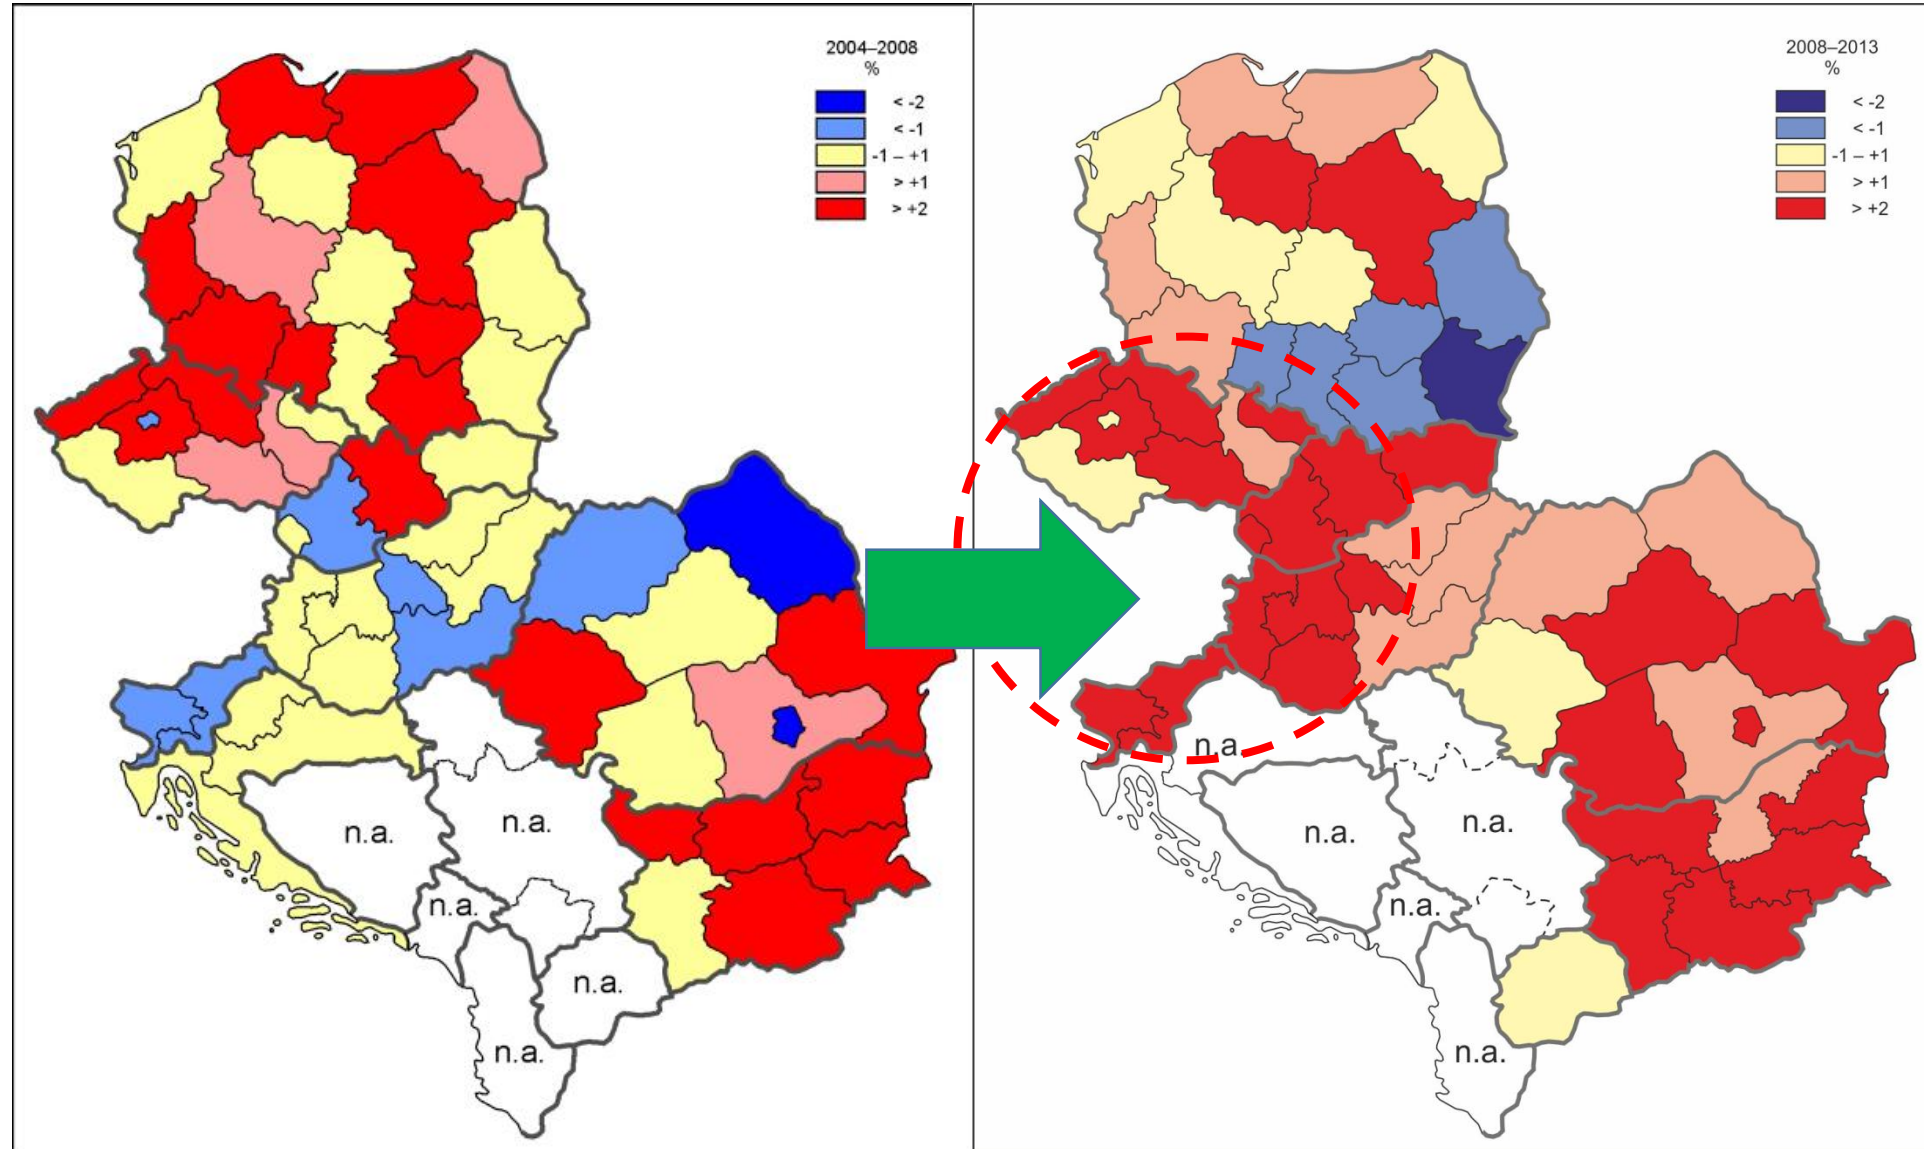 2004–2008
%
< -2
< -1
-1 – +1
> +1
> +2
n.a.
n.a.
n.a.
n.a.
n.a.
2008–2013
%
< -2
< -1
-1 – +1
> +1
> +2
n.a.
n.a.
n.a.
n.a.
n.a.